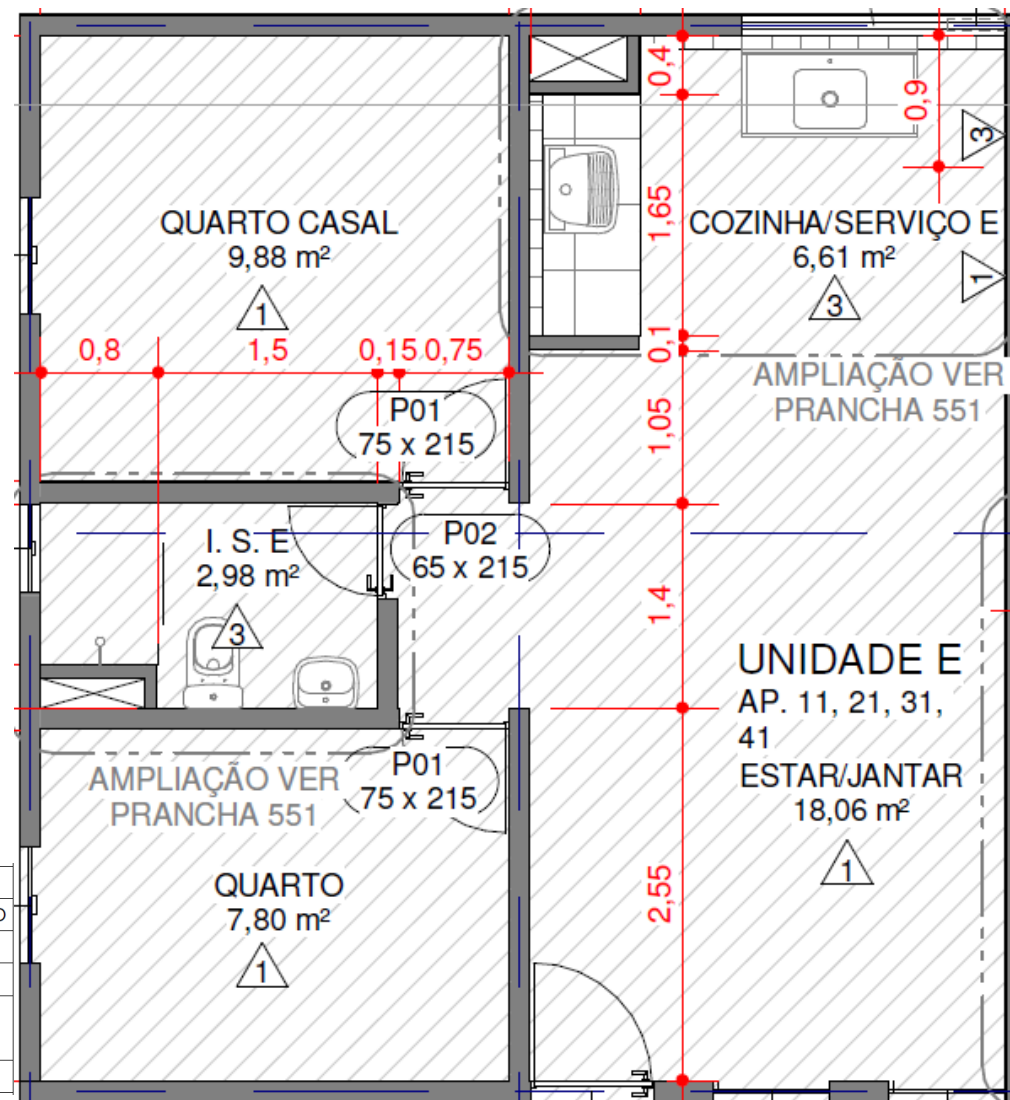 0,4
0,9
3
1,65
QUARTO CASAL
9,88 m²
1
COZINHA/SERVIÇO E
6,61 m²
3
1
0,8
1,5
0,15
0,75
0,1
AMPLIAÇÃO VER
PRANCHA 551
P01
75 x 215
1,05
I. S. E
2,98 m²
3
P02
65 x 215
1,4
UNIDADE E
AP. 11, 21, 31,
41
ESTAR/JANTAR
18,06 m²
1
AMPLIAÇÃO VER
PRANCHA 551
P01
75 x 215
QUARTO
7,80 m²
1
2,55